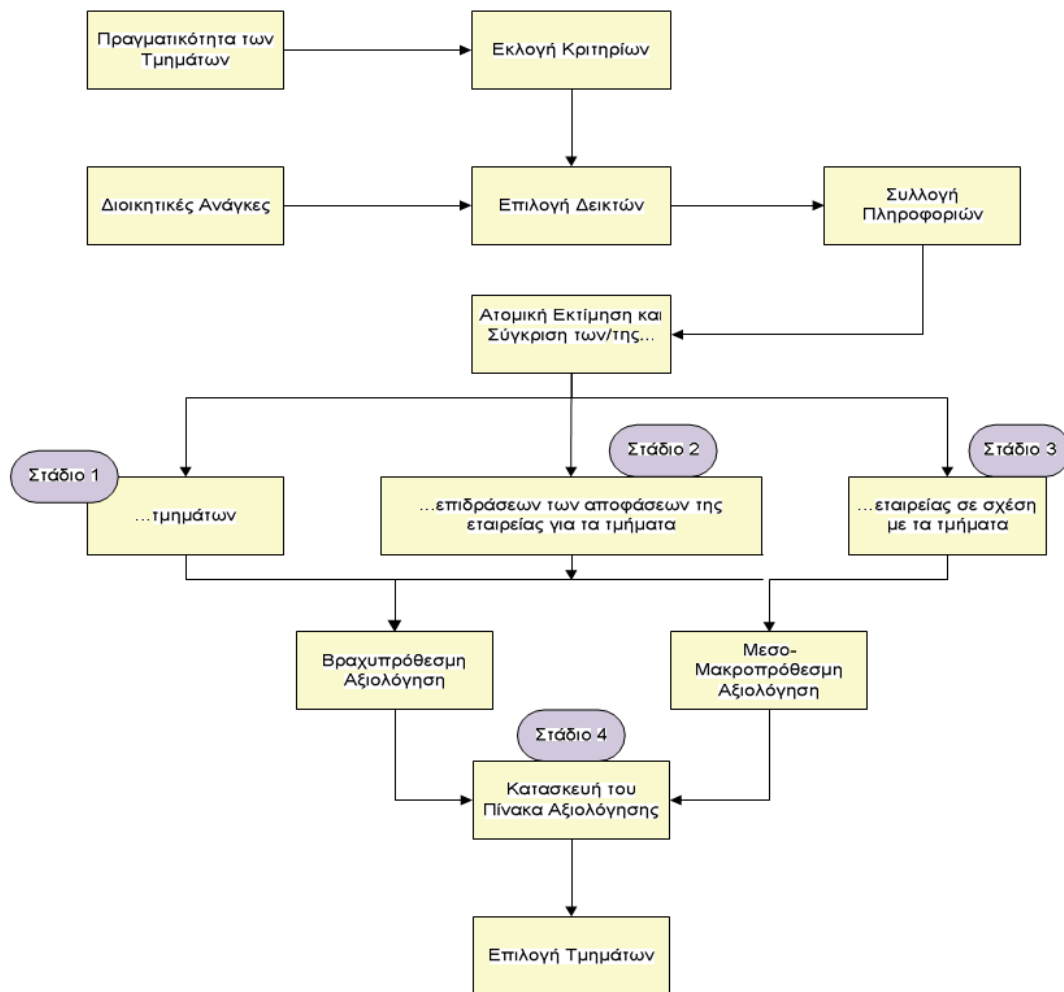 Πραγματικότητα των
Τμημάτων
Εκλογή Κριτηρίων
Διοικητικές Ανάγκες
Επιλογή Δεικτών
Συλλογή
Πληροφοριών
Ατομική Εκτίμηση και
Σύγκριση των/της...
Στάδιο 1
...τμημάτων
Στάδιο 2
...επιδράσεων των αποφάσεων της
εταιρείας για τα τμήματα
Στάδιο 3
...εταιρείας σε σχέση
με τα τμήματα
Βραχυπρόθεσμη
Αξιολόγηση
Μεσο-
Μακροπρόθεσμη
Αξιολόγηση
Στάδιο 4
Κατασκευή του
Πίνακα Αξιολόγησης
Επιλογή Τμημάτων